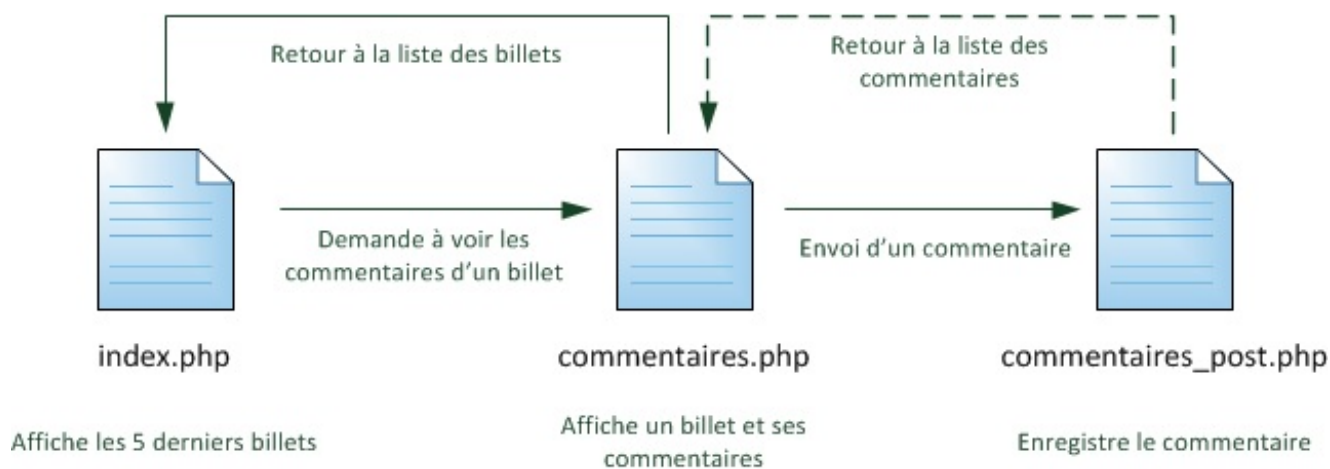 Retour à la liste des billets
Retour à la liste des
commentaires
Demande à voir les
commentaires d’un billet
Envoi d’un commentaire
index.php
commentaires.php
commentaires_post.php
Affiche les 5 derniers billets
Affiche un billet et ses
commentaires
Enregistre le commentaire